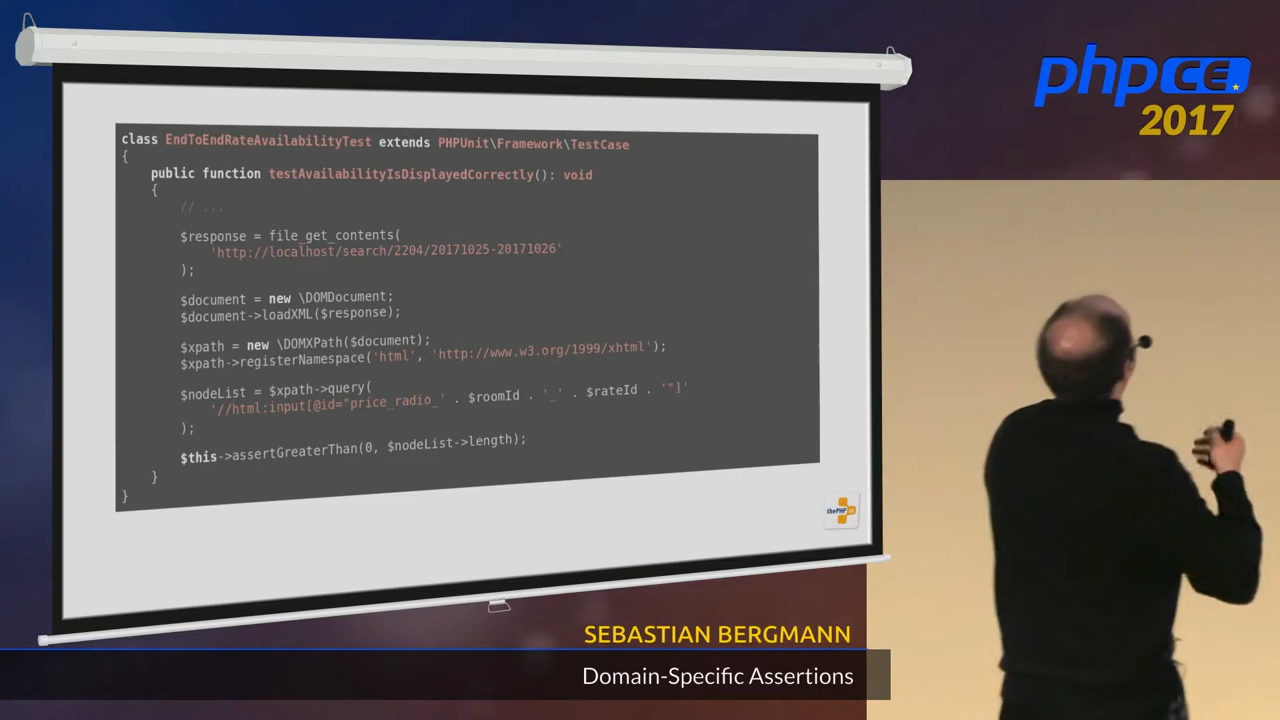 phpCE
2017
class EndToEndRateAvailabilityTest extends PHPUnit\Framework\TestCase
{
public function testAvailabilityIsDisplayedCorrectly(): void
{
// ...
$response = file_get_contents(
'http://localhost/search/2204/20171025-20171026'
);
$document = new \DOMDocument;
$document->loadXML($response);
$xpath = new \DOMXPath($document);
$xpath->registerNamespace('html', 'http://www.w3.org/1999/xhtml');
$nodeList = $xpath->query(
'//html:input[@id="price_radio_' . $roomId . '_' . $rateId . '"]'
);
$this->assertGreaterThan(0, $nodeList->length);
}
}
thePHP.cc
SEBASTIAN BERGMANN
Domain-Specific Assertions